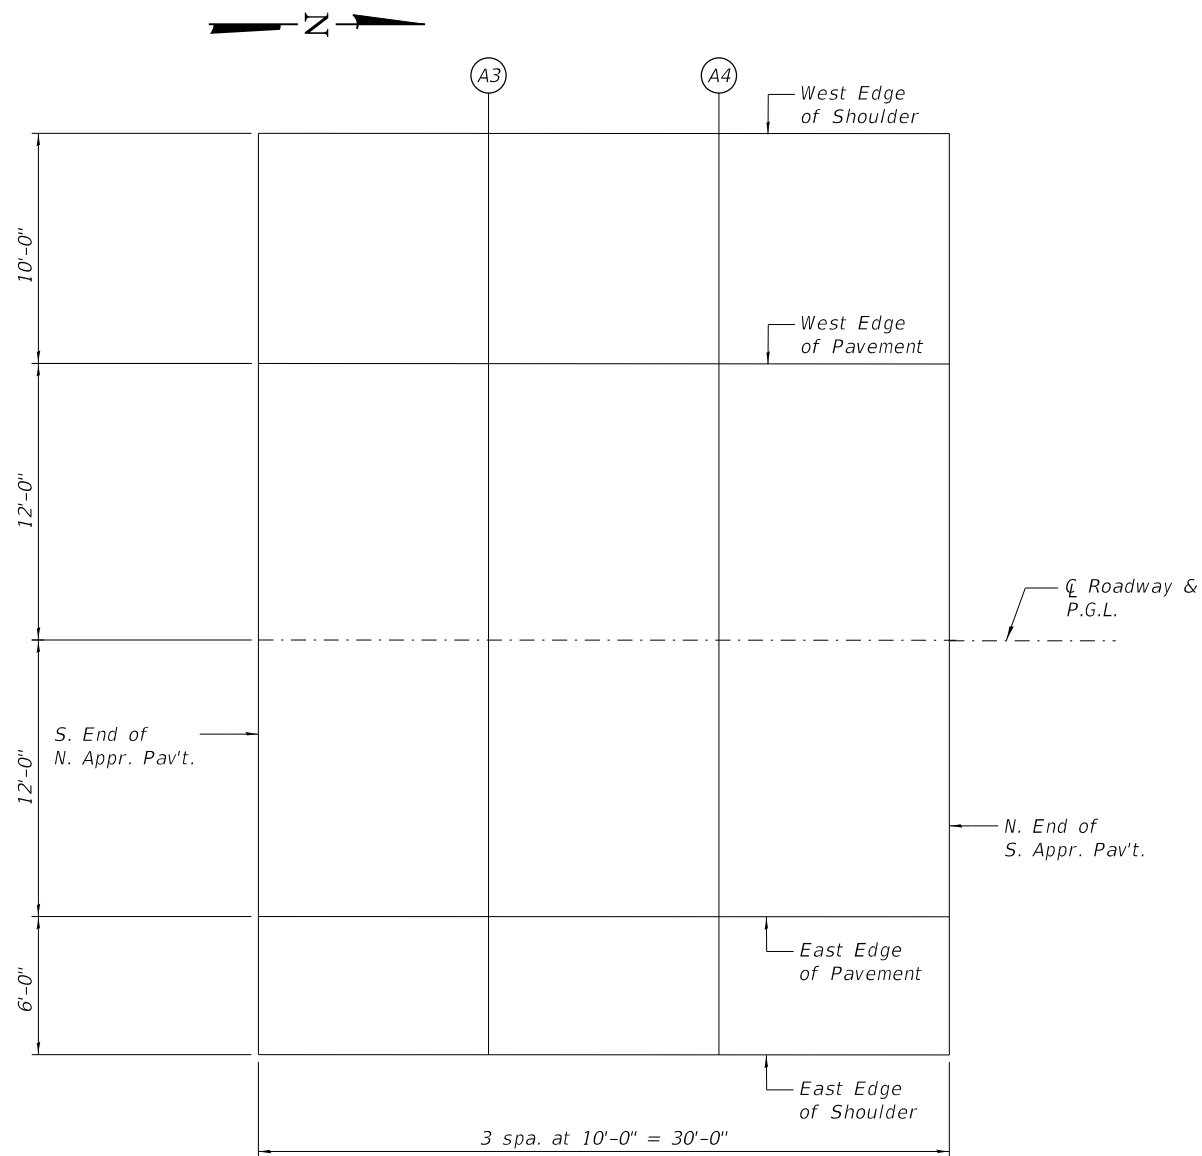 N
A3
A4
West Edge
of Shoulder
10'-0"
West Edge
of Pavement
12'-0"
℄ Roadway &
P.G.L.
S. End of
N. Appr. Pav't.
12'-0"
N. End of
S. Appr. Pav't.
East Edge
of Pavement
6'-0"
East Edge
of Shoulder
3 spa. at 10'-0" = 30'-0"